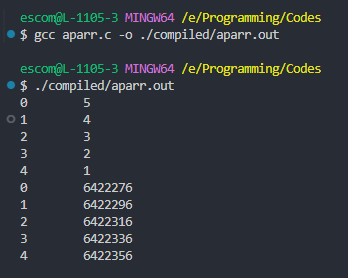 escom@L-1105-3 MINGW64 /e/Programming/Codes
$ gcc aparr.c -o ./compiled/aparr.out
escom@L-1105-3 MINGW64 /e/Programming/Codes
$ ./compiled/aparr.out
0 5
1 4
2 3
3 2
4 1
0 6422276
1 6422296
2 6422316
3 6422336
4 6422356